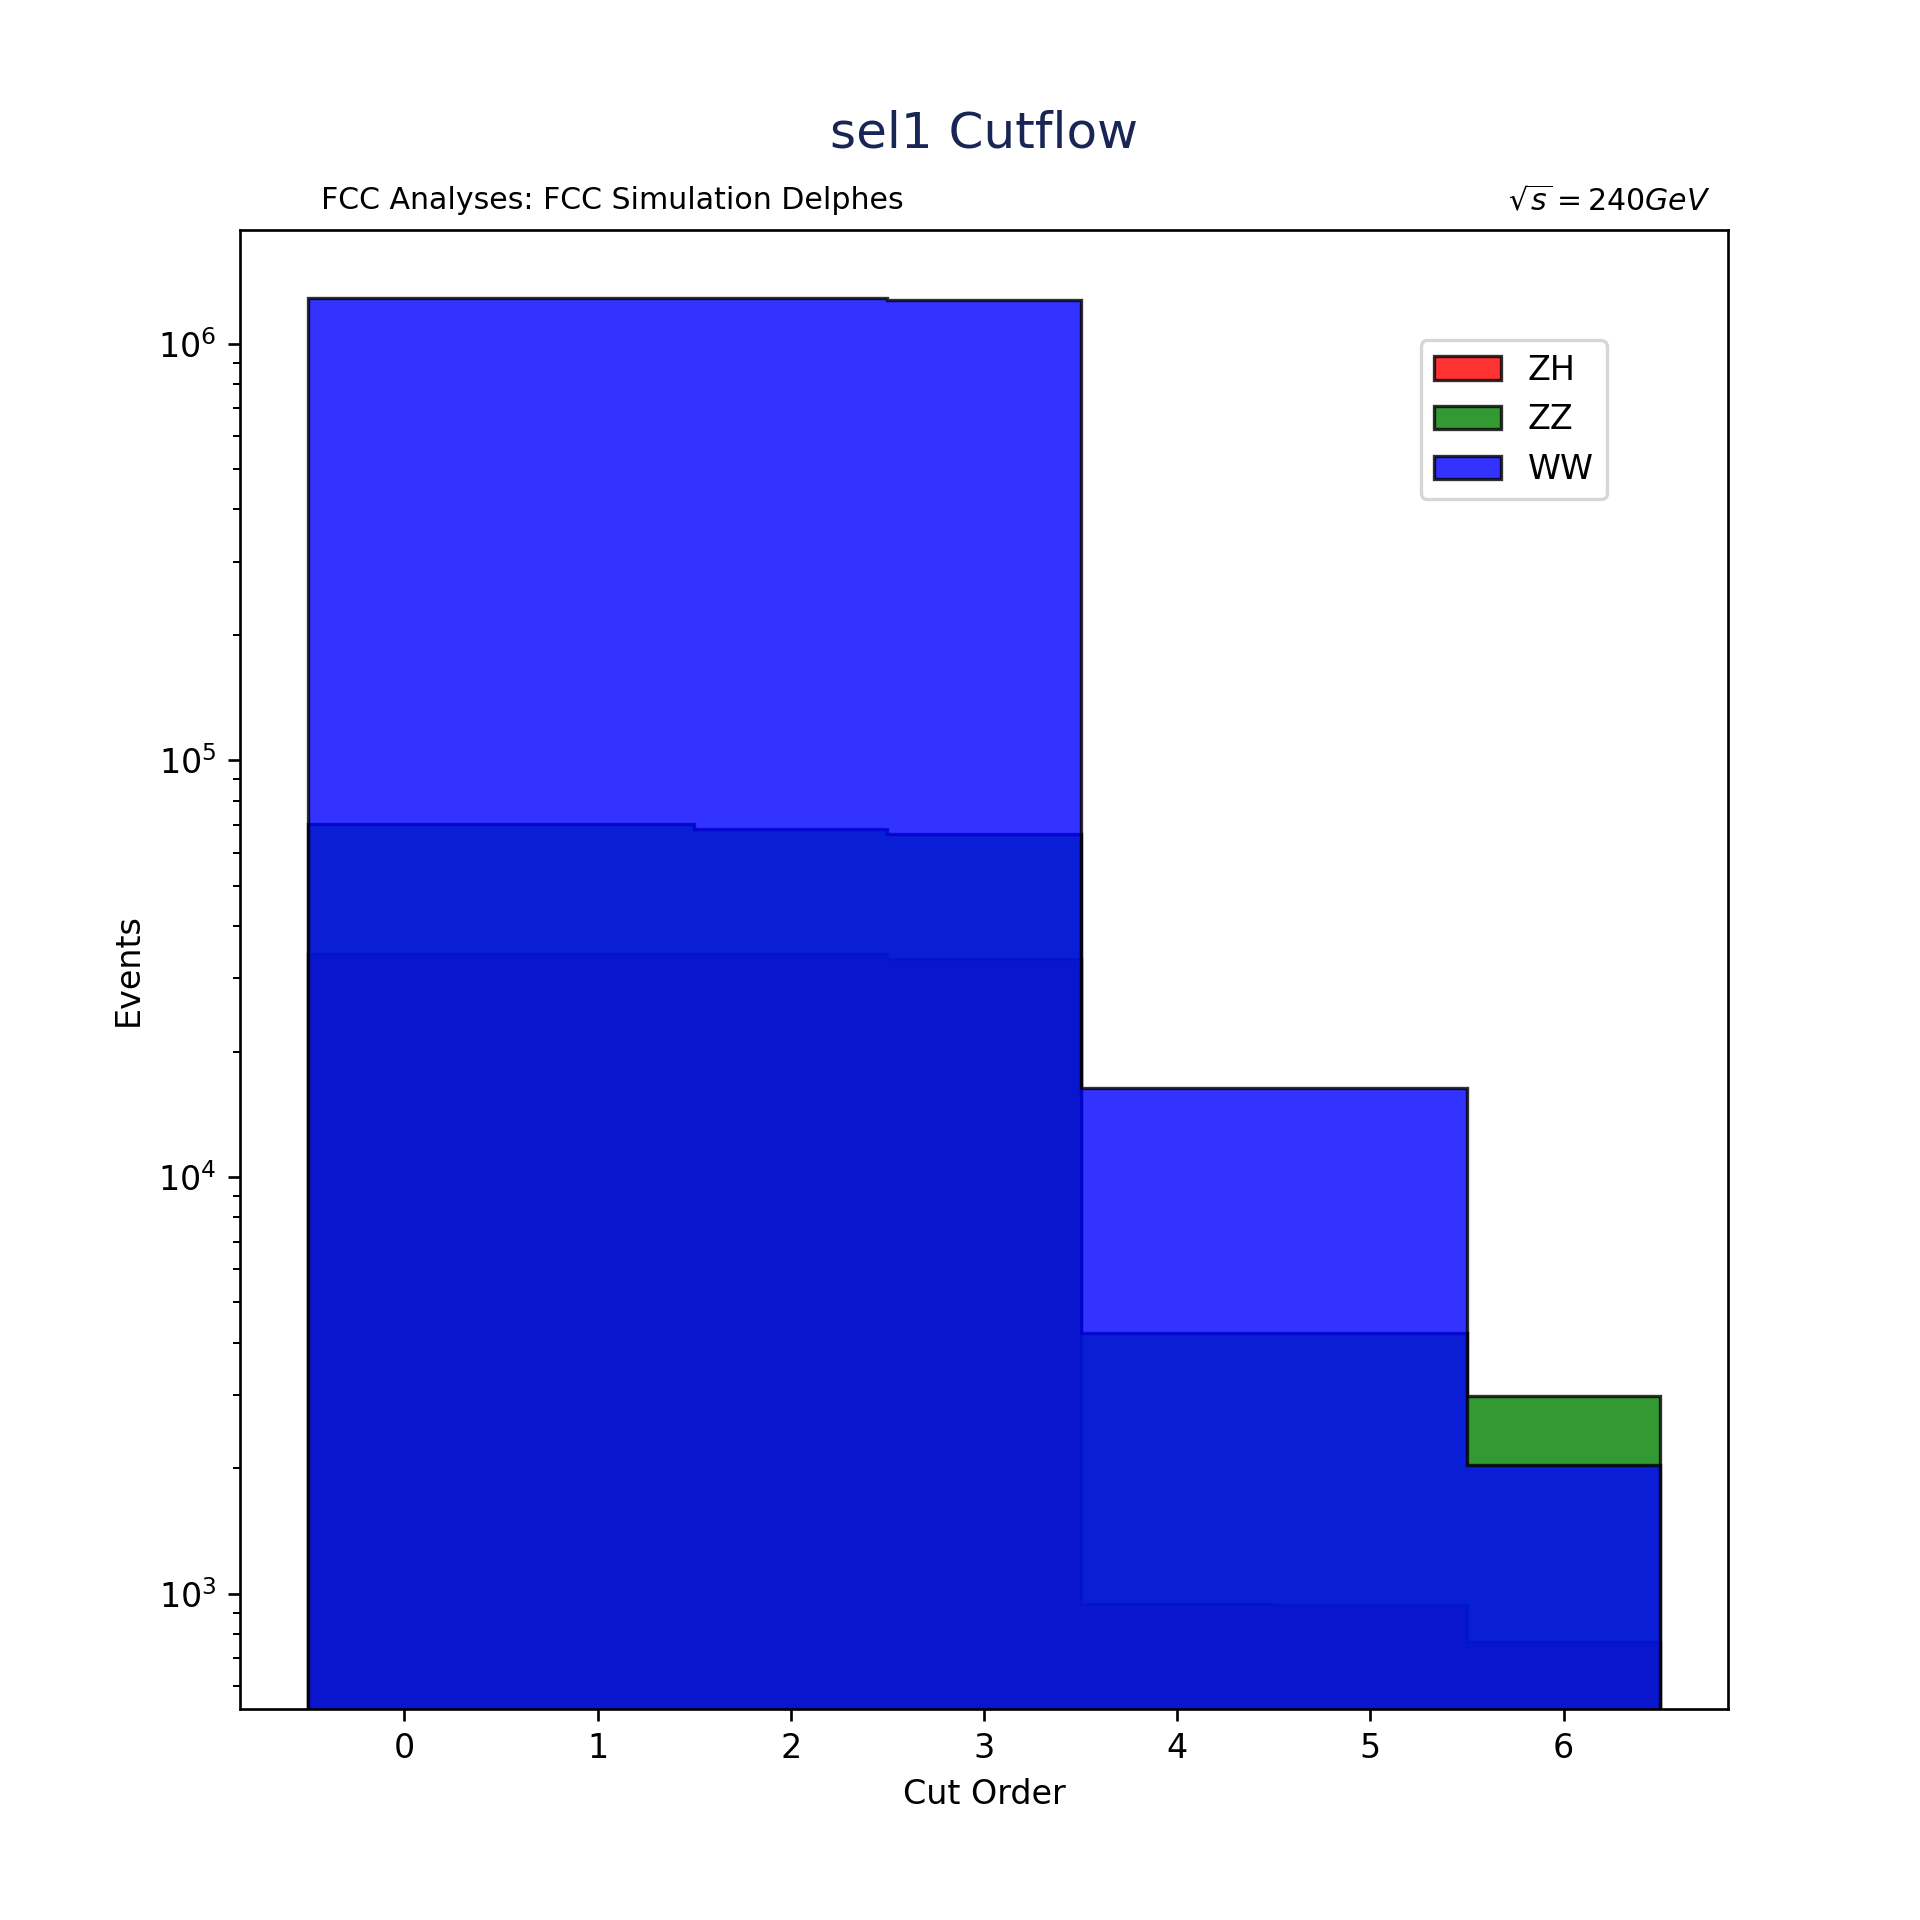 sel1 Cutflow
FCC Analyses: FCC Simulation Delphes
√s = 240GeV
10⁶
10⁵
10⁴
10³
Events
ZH
ZZ
WW
0 1 2 3 4 5 6
Cut Order